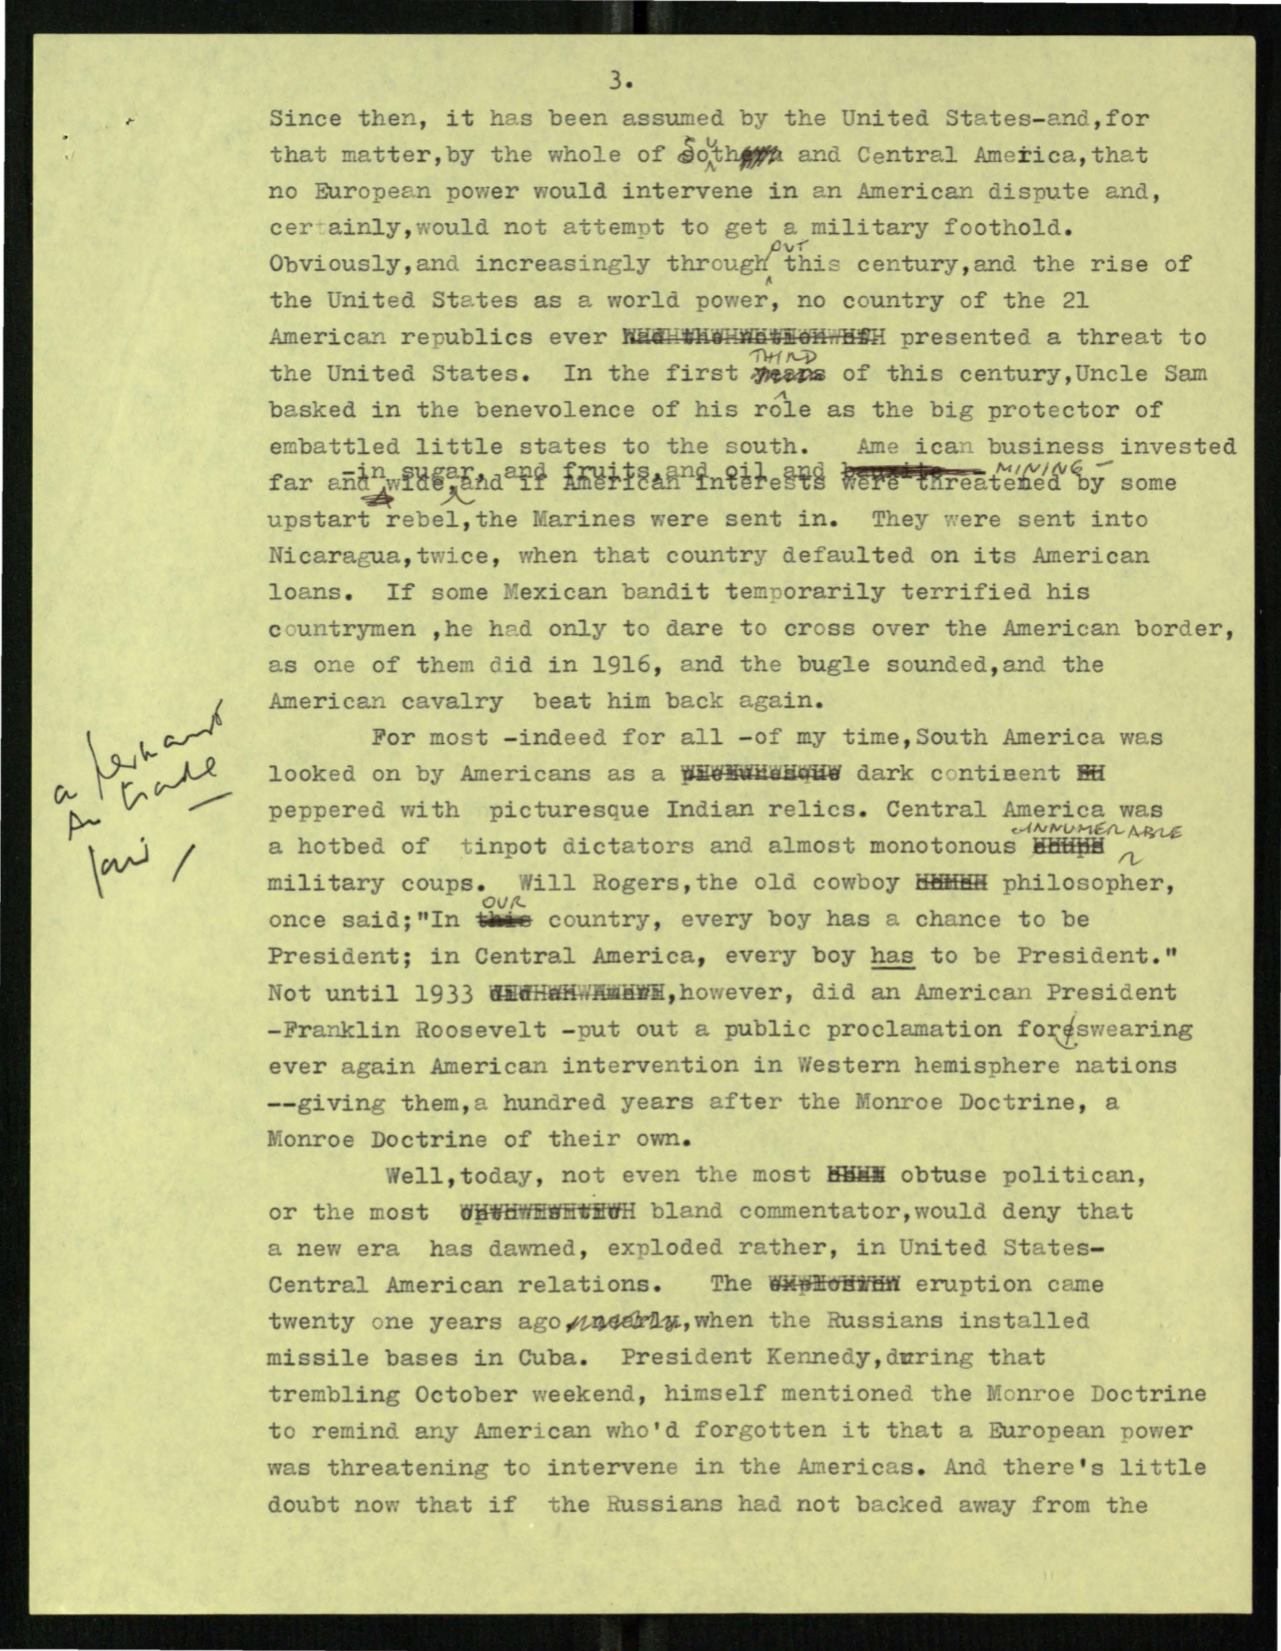 3.
Since then, it has been assumed by the United States-and,for
that matter,by the whole of South and Central America,that
no European power would intervene in an American dispute and,
certainly,would not attempt to get a military foothold.
Obviously,and increasingly throughout this century,and the rise of
the United States as a world power, no country of the 21
American republics ever presented a threat to
the United States. In the first THIRD of this century,Uncle Sam
basked in the benevolence of his role as the big protector of
embattled little states to the south. Ame ican business invested
-in sugar, and fruits,and oil and MINING-
far and wide,and if American interests were threatened by some
upstart rebel,the Marines were sent in. They were sent into
Nicaragua,twice, when that country defaulted on its American
loans. If some Mexican bandit temporarily terrified his
countrymen ,he had only to dare to cross over the American border,
as one of them did in 1916, and the bugle sounded,and the
American cavalry beat him back again.
For most -indeed for all -of my time,South America was
looked on by Americans as a dark continent
peppered with picturesque Indian relics. Central America was
a hotbed of tinpot dictators and almost monotonous INNUMERABLE
military coups. Will Rogers,the old cowboy philosopher,
once said;"In OUR country, every boy has a chance to be
President; in Central America, every boy has to be President."
Not until 1933 ,however, did an American President
-Franklin Roosevelt -put out a public proclamation forswearing
ever again American intervention in Western hemisphere nations
--giving them,a hundred years after the Monroe Doctrine, a
Monroe Doctrine of their own.
Well,today, not even the most obtuse politican,
or the most bland commentator,would deny that
a new era has dawned, exploded rather, in United States-
Central American relations. The eruption came
twenty one years ago,when the Russians installed
missile bases in Cuba. President Kennedy,during that
trembling October weekend, himself mentioned the Monroe Doctrine
to remind any American who'd forgotten it that a European power
was threatening to intervene in the Americas. And there's little
doubt now that if the Russians had not backed away from the